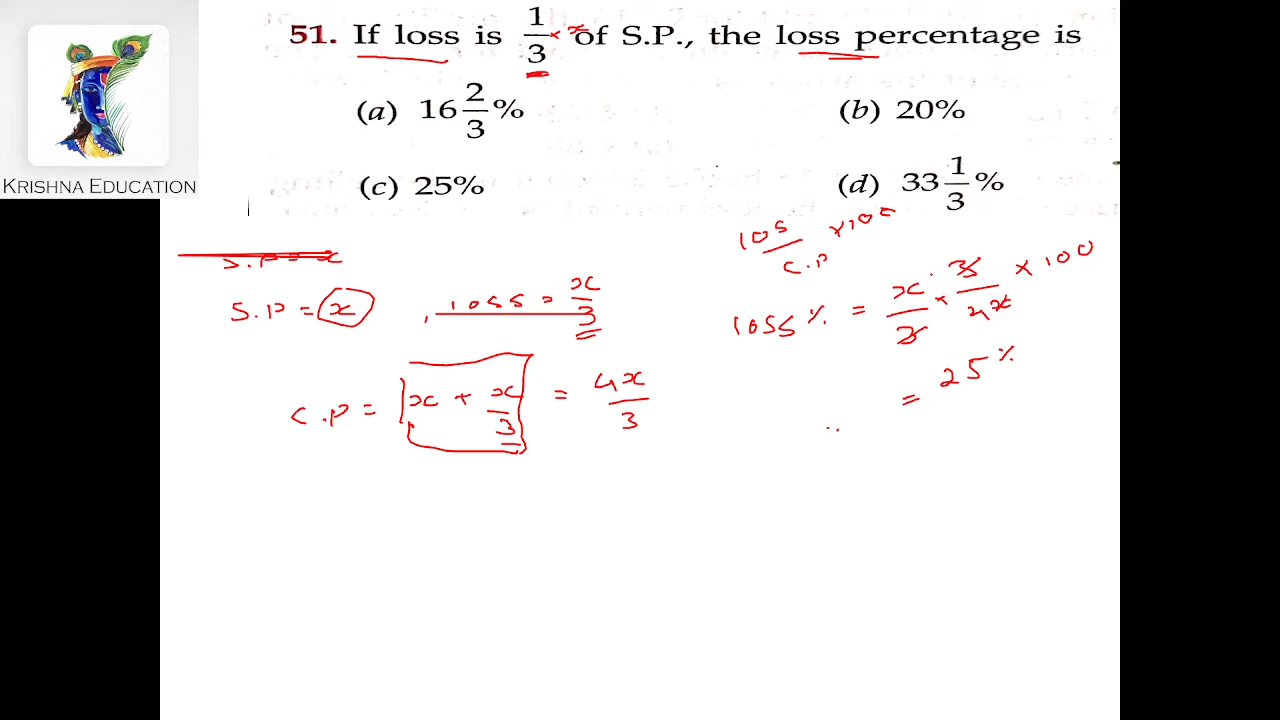 51. If loss is 1/3 × x of S.P., the loss percentage is
(a) 16 2/3 % (b) 20%
(c) 25% (d) 33 1/3 %
KRISHNA EDUCATION
loss/C.P × 100
S.P = x
S.P = x , loss = x/3
loss % = x/3 × 3/4x × 100
C.P = x + x/3 = 4x/3
= 25 %